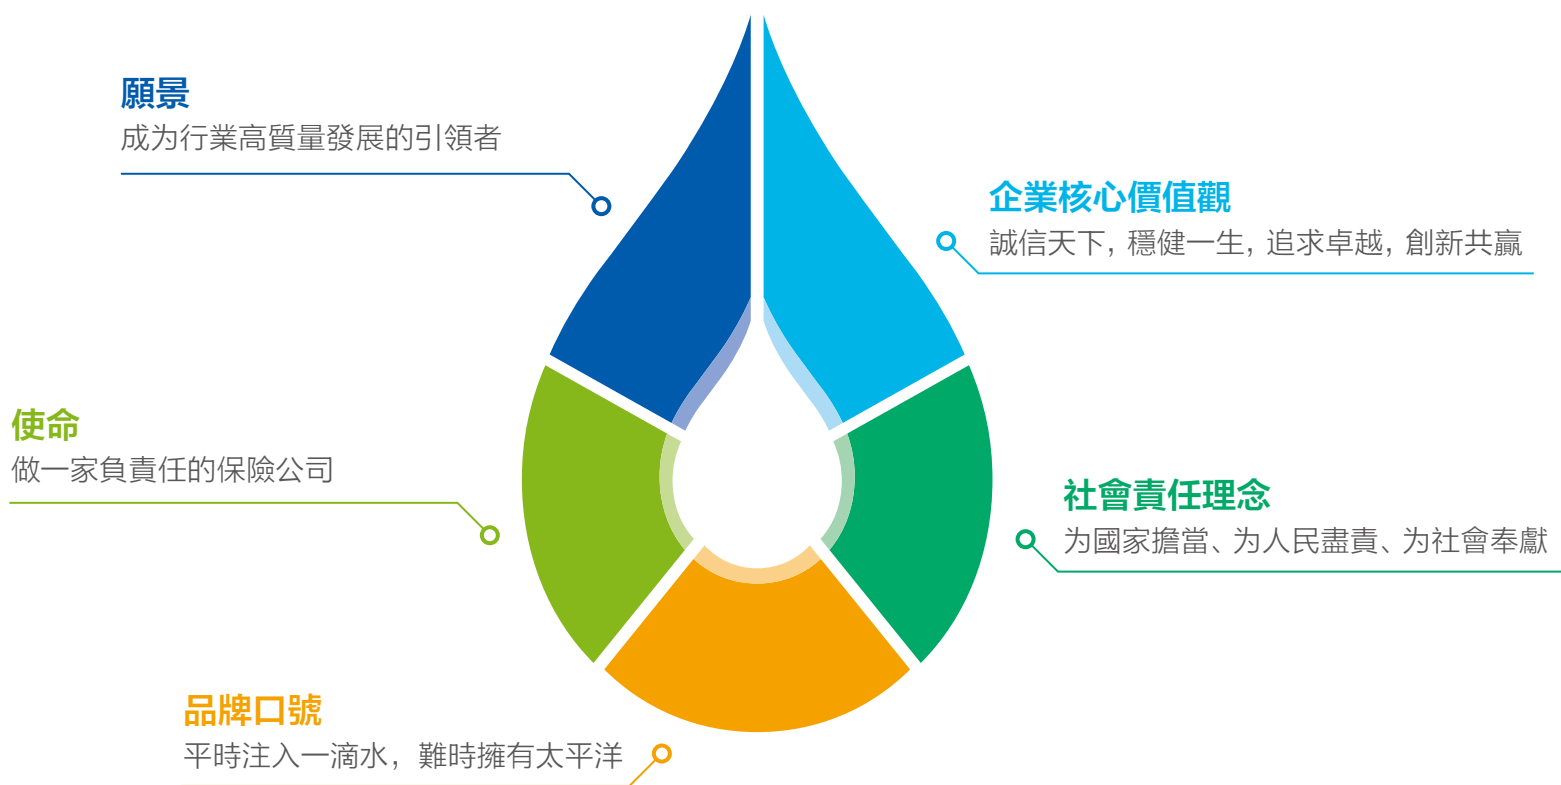 願景
成为行業高質量發展的引領者
企業核心價值觀
誠信天下, 穩健一生, 追求卓越, 創新共贏
使命
做一家負責任的保險公司
社會責任理念
为國家擔當、为人民盡責、为社會奉獻
品牌口號
平時注入一滴水，難時擁有太平洋